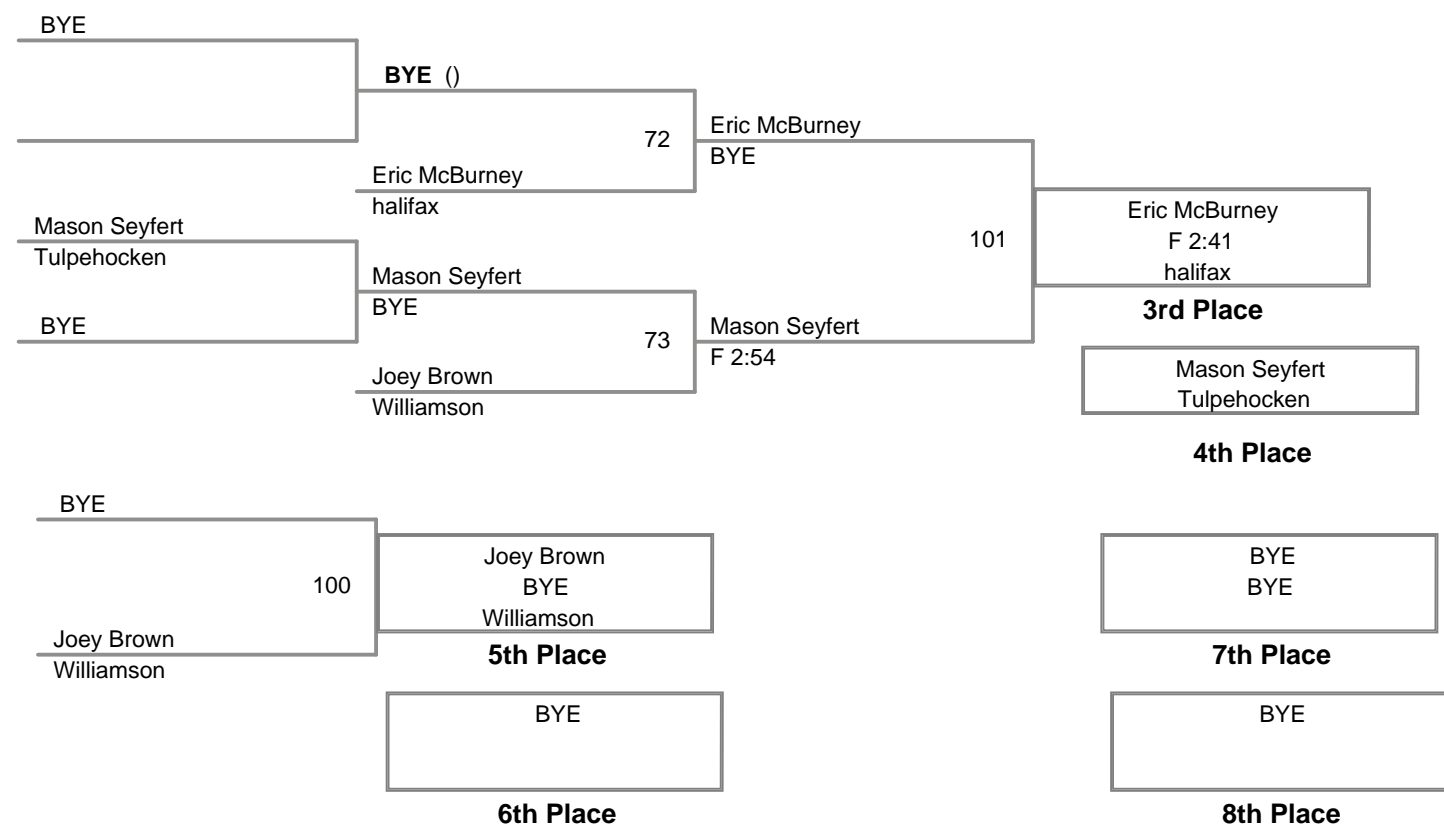 BYE
BYE ()
72
Eric McBurney
BYE
Eric McBurney
halifax
Mason Seyfert
Tulpehocken
BYE
Mason Seyfert
BYE
73
Joey Brown
Williamson
Mason Seyfert
F 2:54
101
Eric McBurney
F 2:41
halifax
3rd Place
Mason Seyfert
Tulpehocken
4th Place
BYE
100
Joey Brown
Williamson
Joey Brown
BYE
Williamson
5th Place
BYE
6th Place
BYE
BYE
7th Place
BYE
8th Place